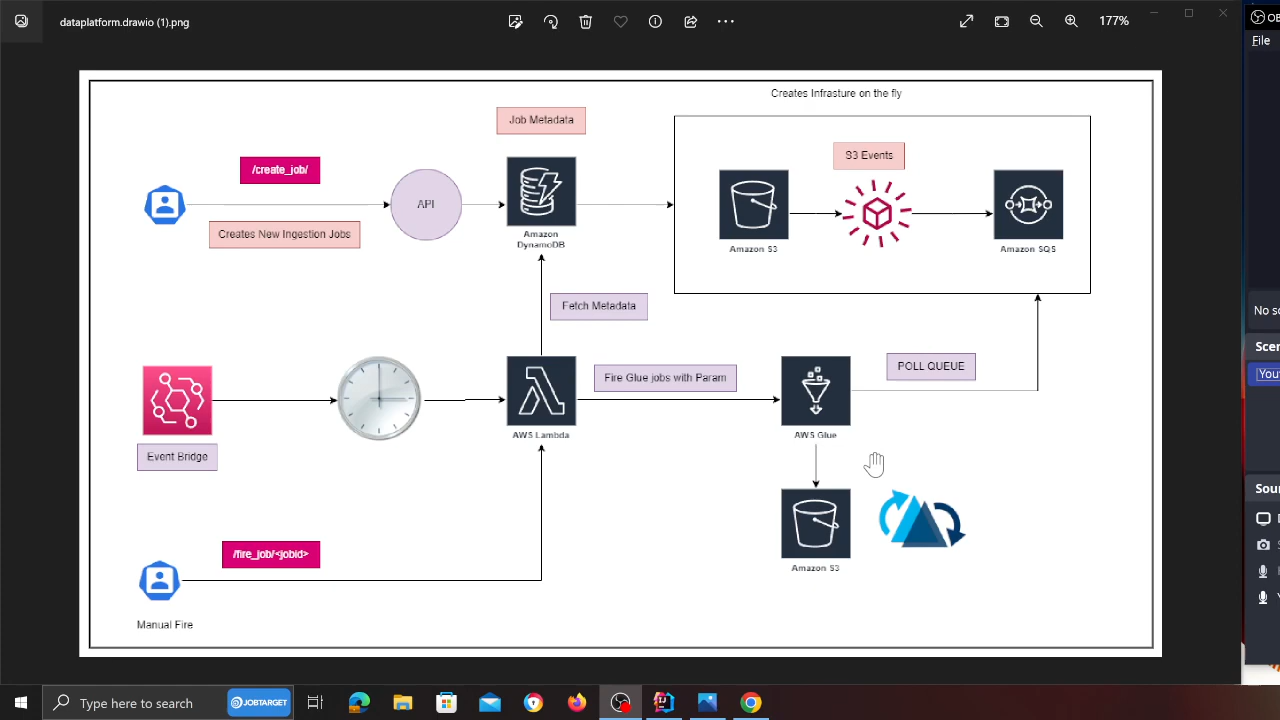 dataplatform.drawio (1).png
177%
OB
File
Creates Infrasture on the fly
Job Metadata
/create_job/
S3 Events
API
Creates New Ingestion Jobs
Amazon
DynamoDB
Amazon S3
Amazon SQS
Fetch Metadata
No sc
Scen
POLL QUEUE
Fire Glue jobs with Param
[You
AWS Lambda
AWS Glue
Event Bridge
Sour
/fire_job/<jobid>
Amazon S3
Manual Fire
Type here to search
JOBTARGET